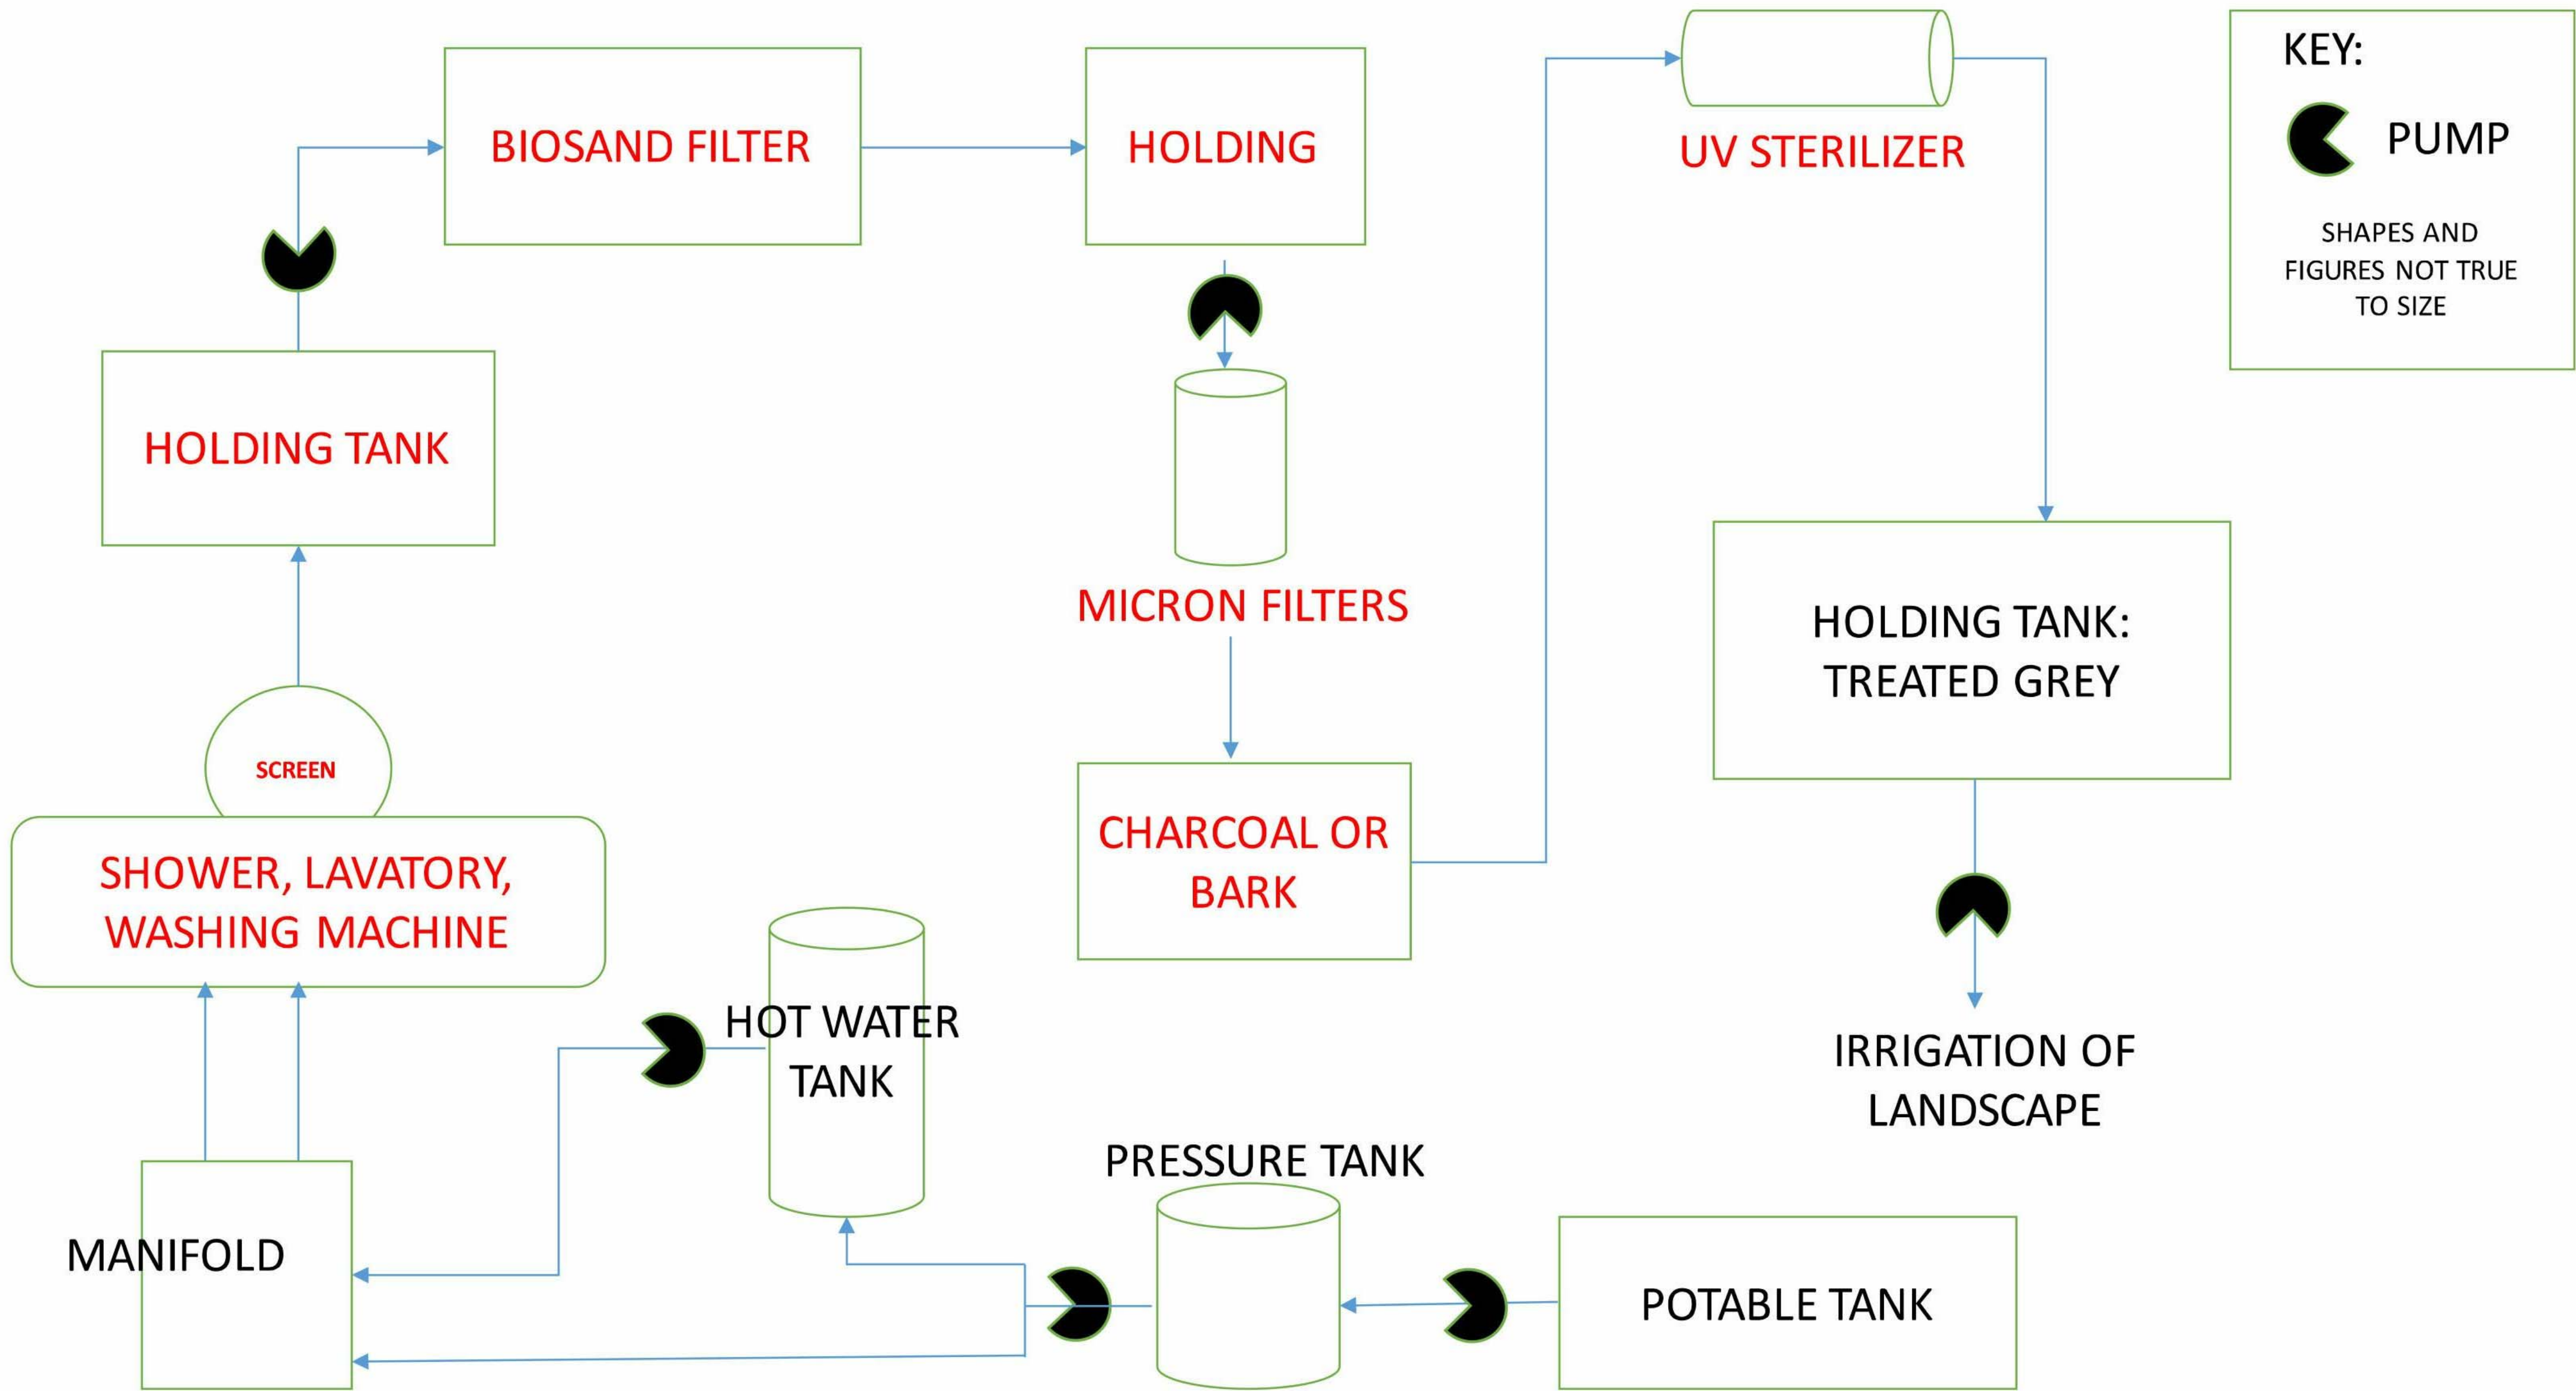 KEY:
PUMP
SHAPES AND
FIGURES NOT TRUE
TO SIZE
BIOSAND FILTER
HOLDING
UV STERILIZER
HOLDING TANK
MICRON FILTERS
HOLDING TANK:
TREATED GREY
SCREEN
CHARCOAL OR
BARK
SHOWER, LAVATORY,
WASHING MACHINE
HOT WATER
TANK
IRRIGATION OF
LANDSCAPE
PRESSURE TANK
MANIFOLD
POTABLE TANK